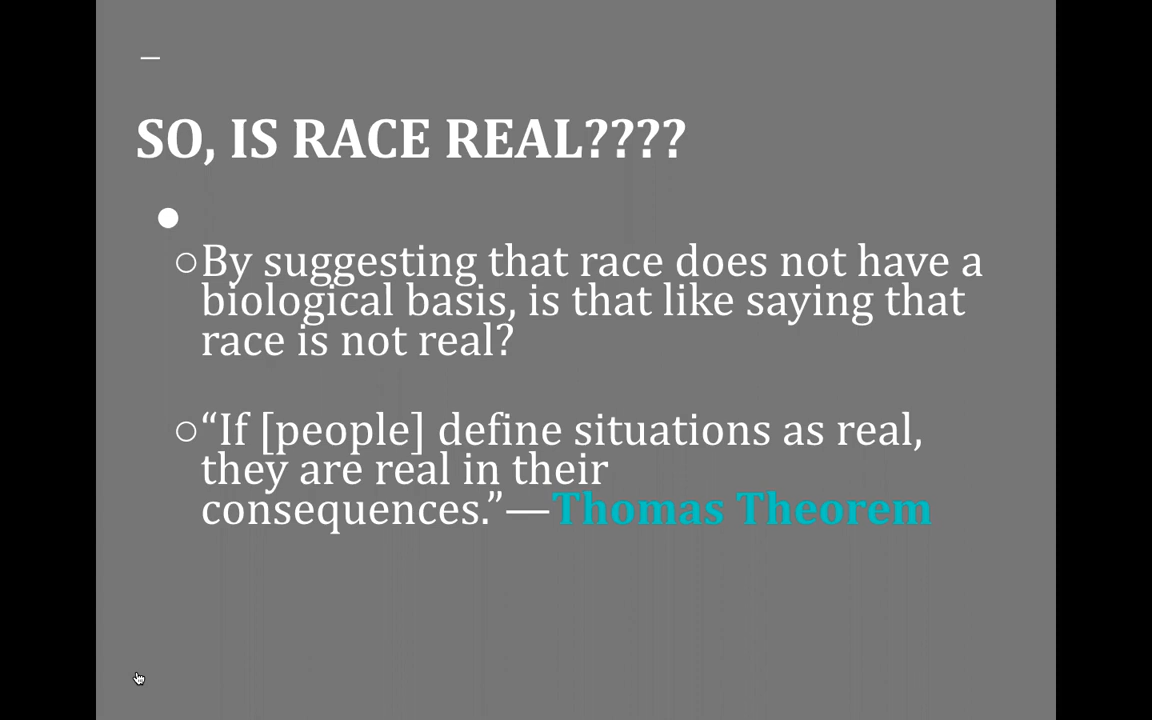 SO, IS RACE REAL????
○By suggesting that race does not have a
biological basis, is that like saying that
race is not real?
○“If [people] define situations as real,
they are real in their
consequences.”—Thomas Theorem